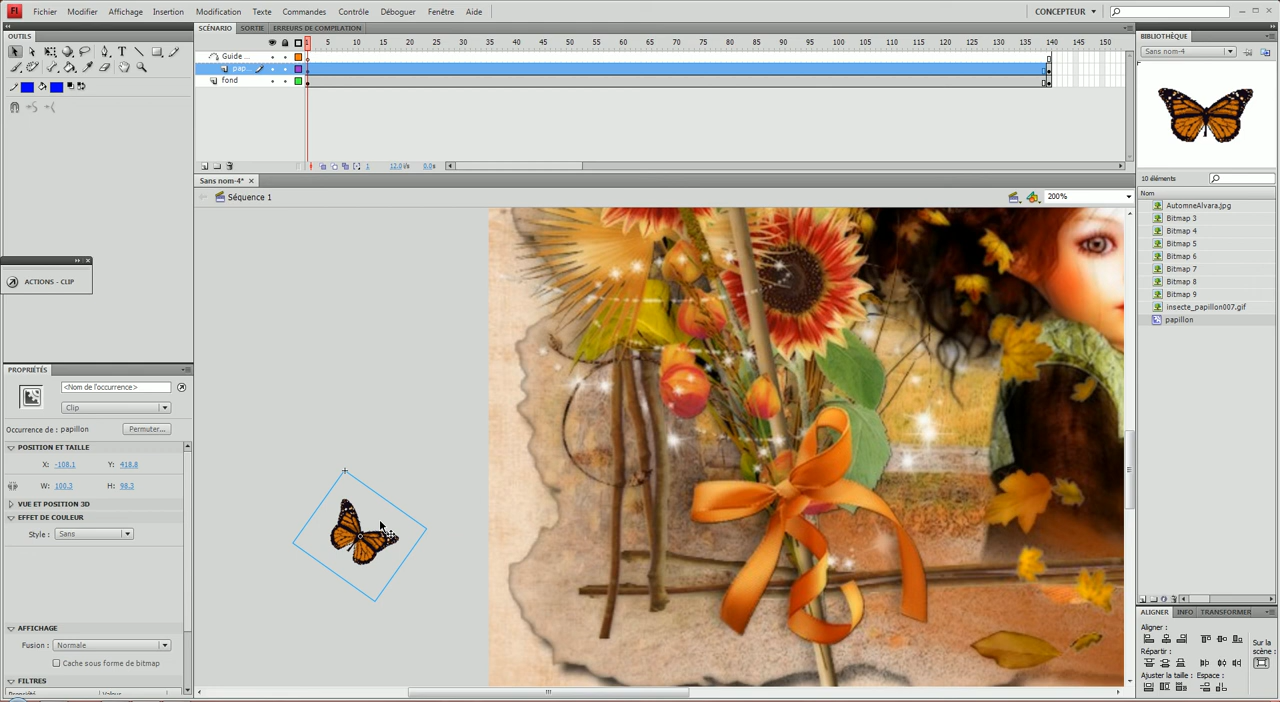 Fl Fichier Modifier Affichage Insertion Modification Texte Commandes Contrôle Déboguer Fenêtre Aide CONCEPTEUR
OUTILS
SCÉNARIO SORTIE ERREURS DE COMPILATION
1 5 10 15 20 25 30 35 40 45 50 55 60 65 70 75 80 85 90 95 100 105 110 115 120 125 130 135 140 145 150
Guide ...
pap...
fond
1 12.0 i/s 0.0s
Sans nom-4* ×
Séquence 1 200%
ACTIONS - CLIP
PROPRIÉTÉS
<Nom de l'occurrence>
Clip
Occurrence de : papillon Permuter...
POSITION ET TAILLE
X: -108.1 Y: 418.8
W: 100.3 H: 98.3
VUE ET POSITION 3D
EFFET DE COULEUR
Style : Sans
AFFICHAGE
Fusion : Normale
Cache sous forme de bitmap
FILTRES
Propriété Valeur
BIBLIOTHÈQUE
Sans nom-4
10 éléments
Nom
AutomneAlvara.jpg
Bitmap 3
Bitmap 4
Bitmap 5
Bitmap 6
Bitmap 7
Bitmap 8
Bitmap 9
insecte_papillon007.gif
papillon
ALIGNER INFO TRANSFORMER
Aligner :
Répartir :
Sur la scène :
Ajuster la taille : Espace :